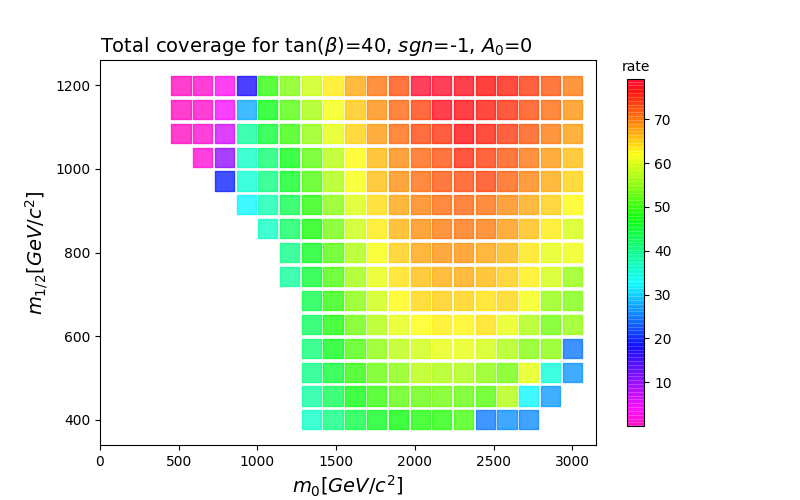 Total coverage for tan(β)=40, sgn=-1, A₀=0
rate
1200
1000
800
600
400
m₁/₂[GeV/c²]
0 500 1000 1500 2000 2500 3000
m₀[GeV/c²]
70
60
50
40
30
20
10